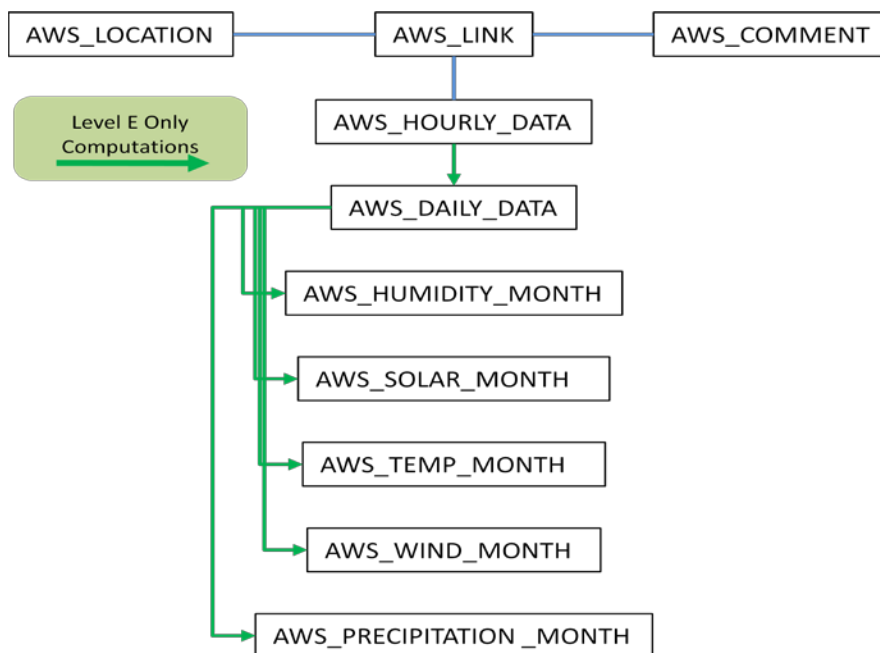 AWS_LOCATION
AWS_LINK
AWS_COMMENT
Level E Only
Computations
AWS_HOURLY_DATA
AWS_DAILY_DATA
AWS_HUMIDITY_MONTH
AWS_SOLAR_MONTH
AWS_TEMP_MONTH
AWS_WIND_MONTH
AWS_PRECIPITATION _MONTH